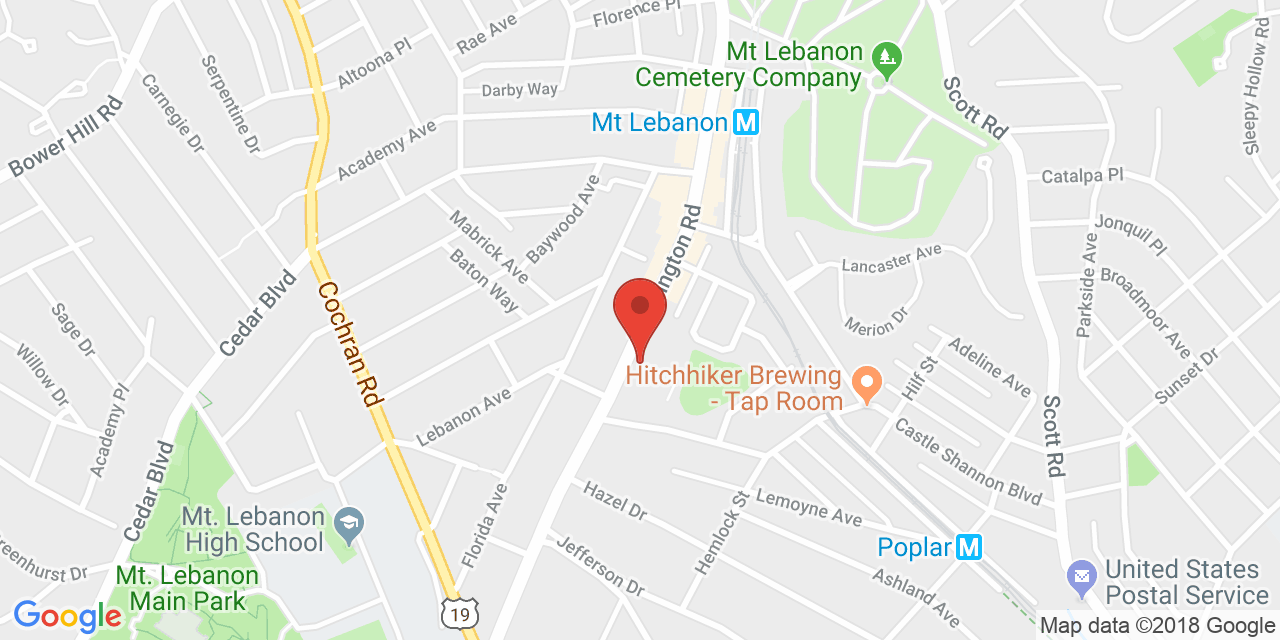 Florence Pl
Rae Ave
Altoona Pl
Serpentine Dr
Carnegie Dr
Bower Hill Rd
Darby Way
Academy Ave
Mt Lebanon
Cemetery Company
Mt Lebanon M
Scott Rd
Sleepy Hollow Rd
Catalpa Pl
Jonquil Pl
Parkside Ave
Broadmoor Ave
Sunset Dr
Baywood Ave
Mabrick Ave
Baton Way
ington Rd
Lancaster Ave
Merion Dr
Cedar Blvd
Cochran Rd
Sage Dr
Willow Dr
Academy Pl
Lebanon Ave
Hitchhiker Brewing
- Tap Room
Hilf St
Adeline Ave
Scott Rd
Castle Shannon Blvd
Cedar Blvd
Mt. Lebanon
High School
Florida Ave
Hazel Dr
Jefferson Dr
Hemlock St
Lemoyne Ave
Poplar M
Ashland Ave
United States
Postal Service
Greenhurst Dr
Mt. Lebanon
Main Park
19
Google
Map data ©2018 Google